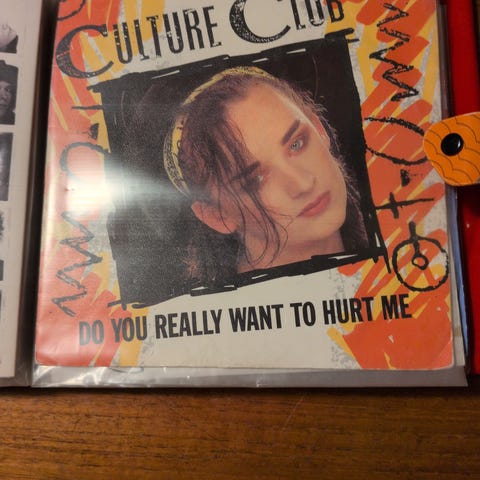 CULTURE CLUB
DO YOU REALLY WANT TO HURT ME